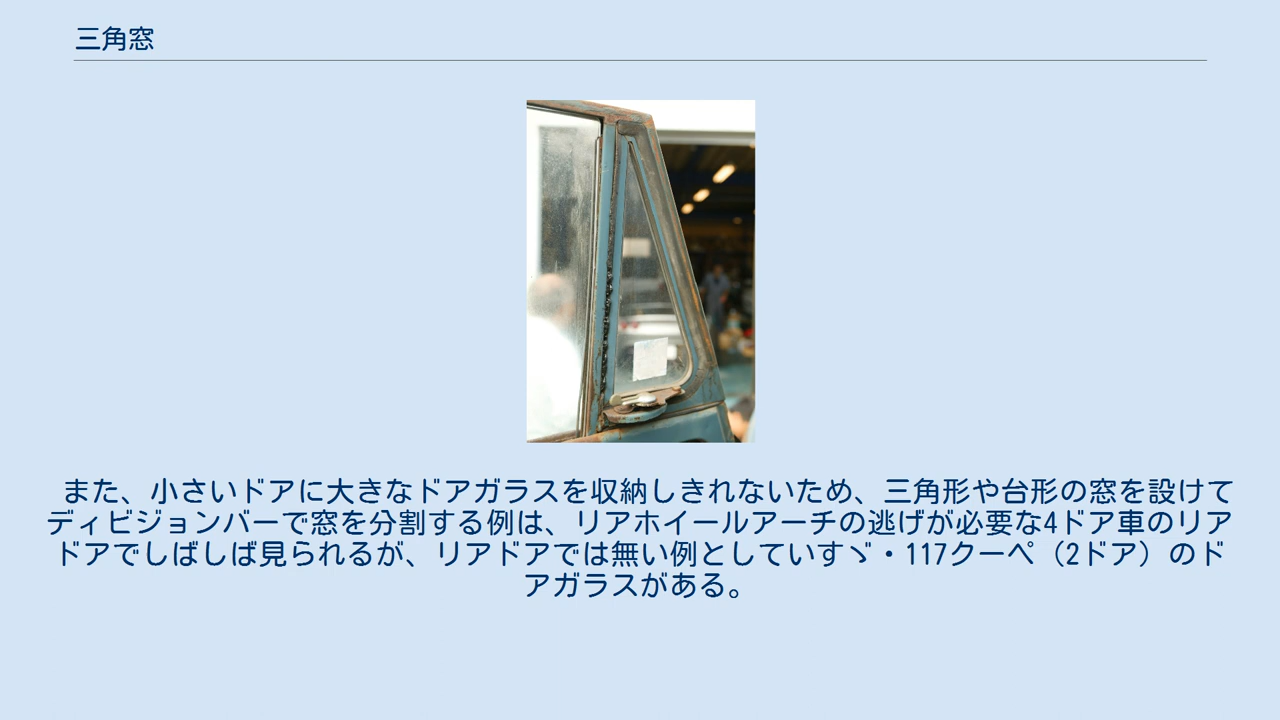 三角窓
また、小さいドアに大きなドアガラスを収納しきれないため、三角形や台形の窓を設けて
ディビジョンバーで窓を分割する例は、リアホイールアーチの逃げが必要な4ドア車のリア
ドアでしばしば見られるが、リアドアでは無い例としていすゞ・117クーペ（2ドア）のド
アガラスがある。